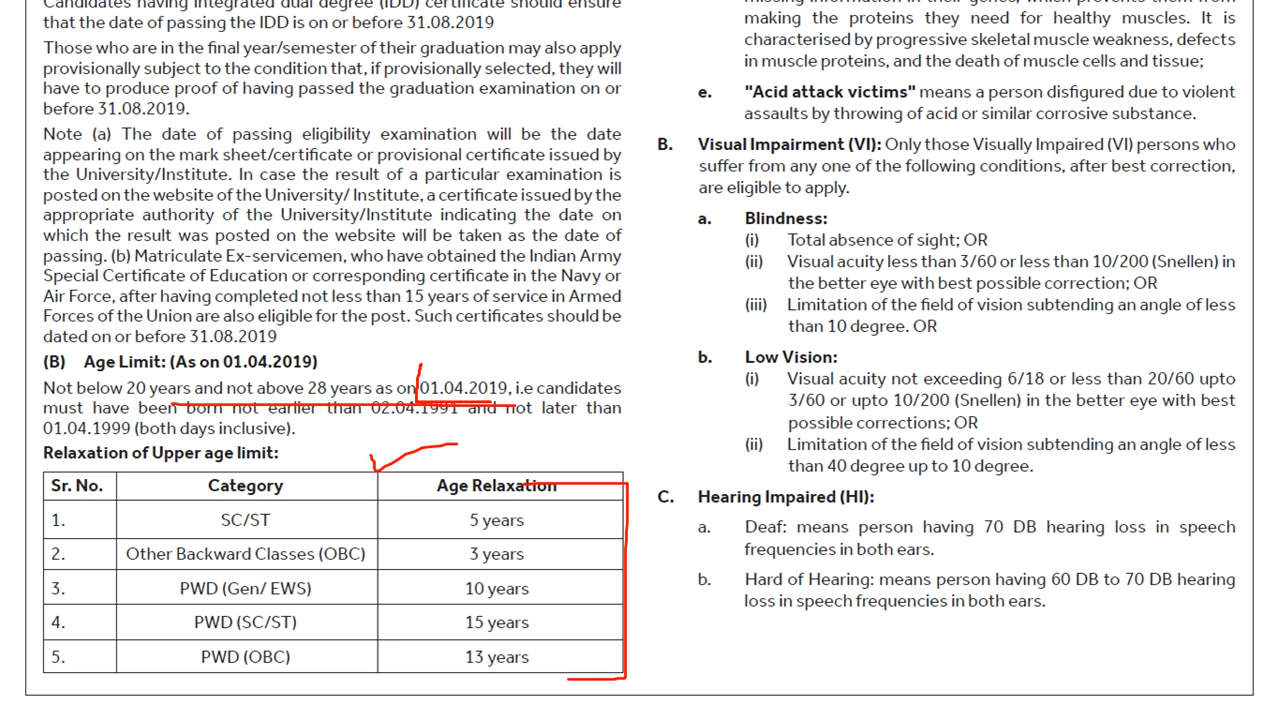 Candidates having integrated dual degree (IDD) certificate should ensure
that the date of passing the IDD is on or before 31.08.2019
Those who are in the final year/semester of their graduation may also apply
provisionally subject to the condition that, if provisionally selected, they will
have to produce proof of having passed the graduation examination on or
before 31.08.2019.
Note (a) The date of passing eligibility examination will be the date
appearing on the mark sheet/certificate or provisional certificate issued by
the University/Institute. In case the result of a particular examination is
posted on the website of the University/ Institute, a certificate issued by the
appropriate authority of the University/Institute indicating the date on
which the result was posted on the website will be taken as the date of
passing. (b) Matriculate Ex-servicemen, who have obtained the Indian Army
Special Certificate of Education or corresponding certificate in the Navy or
Air Force, after having completed not less than 15 years of service in Armed
Forces of the Union are also eligible for the post. Such certificates should be
dated on or before 31.08.2019
(B) Age Limit: (As on 01.04.2019)
Not below 20 years and not above 28 years as on 01.04.2019, i.e candidates
must have been born not earlier than 02.04.1991 and not later than
01.04.1999 (both days inclusive).
Relaxation of Upper age limit:
Sr. No. Category Age Relaxation
1. SC/ST 5 years
2. Other Backward Classes (OBC) 3 years
3. PWD (Gen/ EWS) 10 years
4. PWD (SC/ST) 15 years
5. PWD (OBC) 13 years
missing information in their genes, which prevents them from
making the proteins they need for healthy muscles. It is
characterised by progressive skeletal muscle weakness, defects
in muscle proteins, and the death of muscle cells and tissue;
e. "Acid attack victims" means a person disfigured due to violent
assaults by throwing of acid or similar corrosive substance.
B. Visual Impairment (VI): Only those Visually Impaired (VI) persons who
suffer from any one of the following conditions, after best correction,
are eligible to apply.
a. Blindness:
(i) Total absence of sight; OR
(ii) Visual acuity less than 3/60 or less than 10/200 (Snellen) in
the better eye with best possible correction; OR
(iii) Limitation of the field of vision subtending an angle of less
than 10 degree. OR
b. Low Vision:
(i) Visual acuity not exceeding 6/18 or less than 20/60 upto
3/60 or upto 10/200 (Snellen) in the better eye with best
possible corrections; OR
(ii) Limitation of the field of vision subtending an angle of less
than 40 degree up to 10 degree.
C. Hearing Impaired (HI):
a. Deaf: means person having 70 DB hearing loss in speech
frequencies in both ears.
b. Hard of Hearing: means person having 60 DB to 70 DB hearing
loss in speech frequencies in both ears.